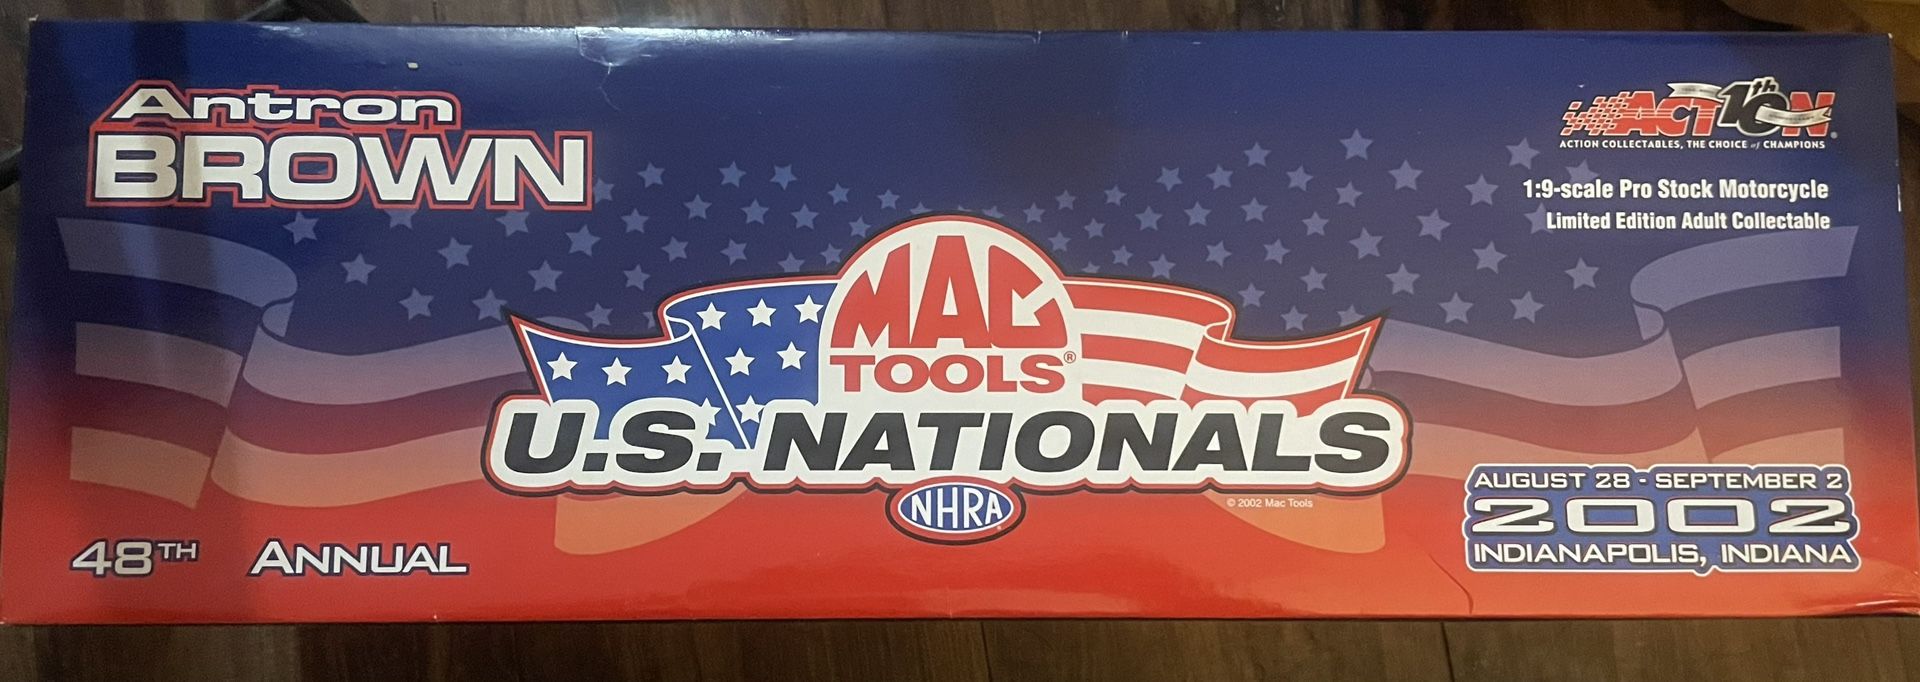 Antron
BROWN
ACTION 10th
ACTION COLLECTABLES, THE CHOICE of CHAMPIONS
1:9-scale Pro Stock Motorcycle
Limited Edition Adult Collectable
MAC
TOOLS®
U.S. NATIONALS
NHRA
© 2002 Mac Tools
48TH ANNUAL
AUGUST 28 - SEPTEMBER 2
2002
INDIANAPOLIS, INDIANA